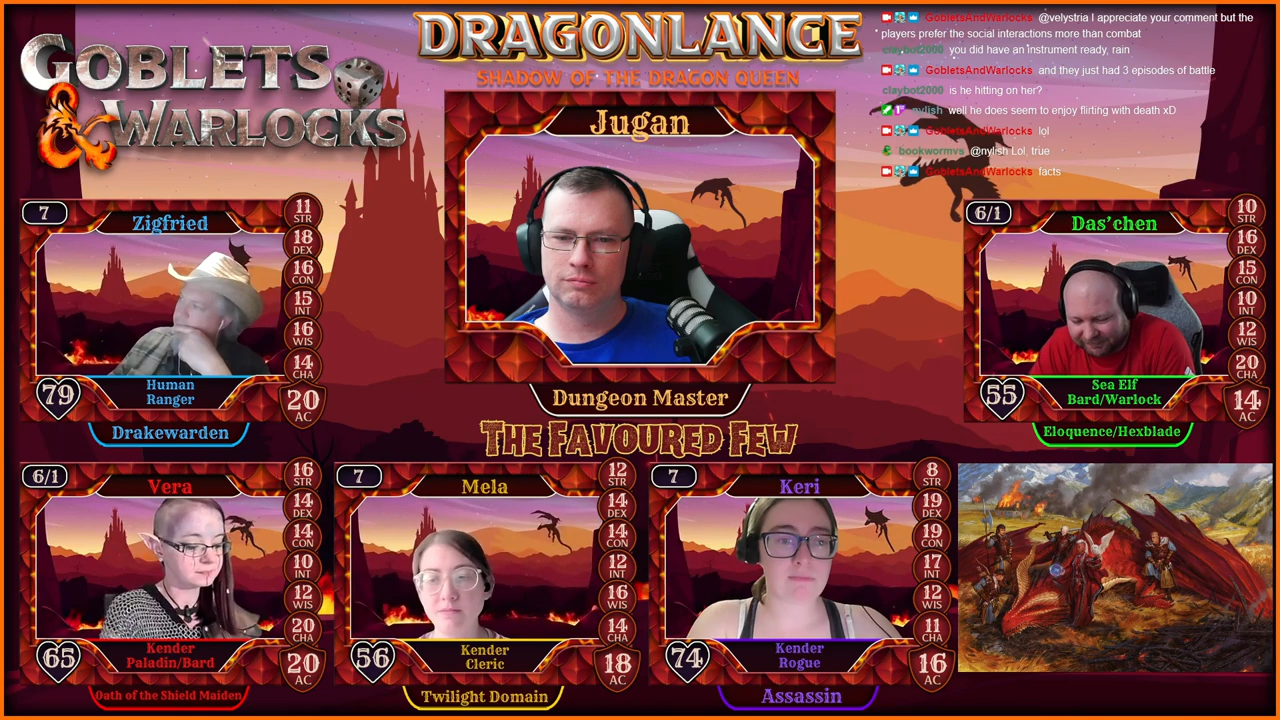 GOBLETS
& WARLOCKS
DRAGONLANCE
SHADOW OF THE DRAGON QUEEN
GobletsAndWarlocks @velystria I appreciate your comment but the
players prefer the social interactions more than combat
claybot2000 you did have an instrument ready, rain
GobletsAndWarlocks and they just had 3 episodes of battle
claybot2000 is he hitting on her?
nylish well he does seem to enjoy flirting with death xD
GobletsAndWarlocks lol
bookwormvs @nylish Lol, true
GobletsAndWarlocks facts
Jugan
Dungeon Master
7
Zigfried
11
STR
18
DEX
16
CON
15
INT
16
WIS
14
CHA
79
Human
Ranger
20
AC
Drakewarden
6/1
Das'chen
10
STR
16
DEX
15
CON
10
INT
12
WIS
20
CHA
55
Sea Elf
Bard/Warlock
14
AC
Eloquence/Hexblade
THE FAVOURED FEW
6/1
Vera
16
STR
14
DEX
14
CON
10
INT
12
WIS
20
CHA
65
Kender
Paladin/Bard
20
AC
Oath of the Shield Maiden
7
Mela
12
STR
14
DEX
14
CON
12
INT
16
WIS
14
CHA
56
Kender
Cleric
18
AC
Twilight Domain
7
Keri
8
STR
19
DEX
19
CON
17
INT
12
WIS
11
CHA
74
Kender
Rogue
16
AC
Assassin